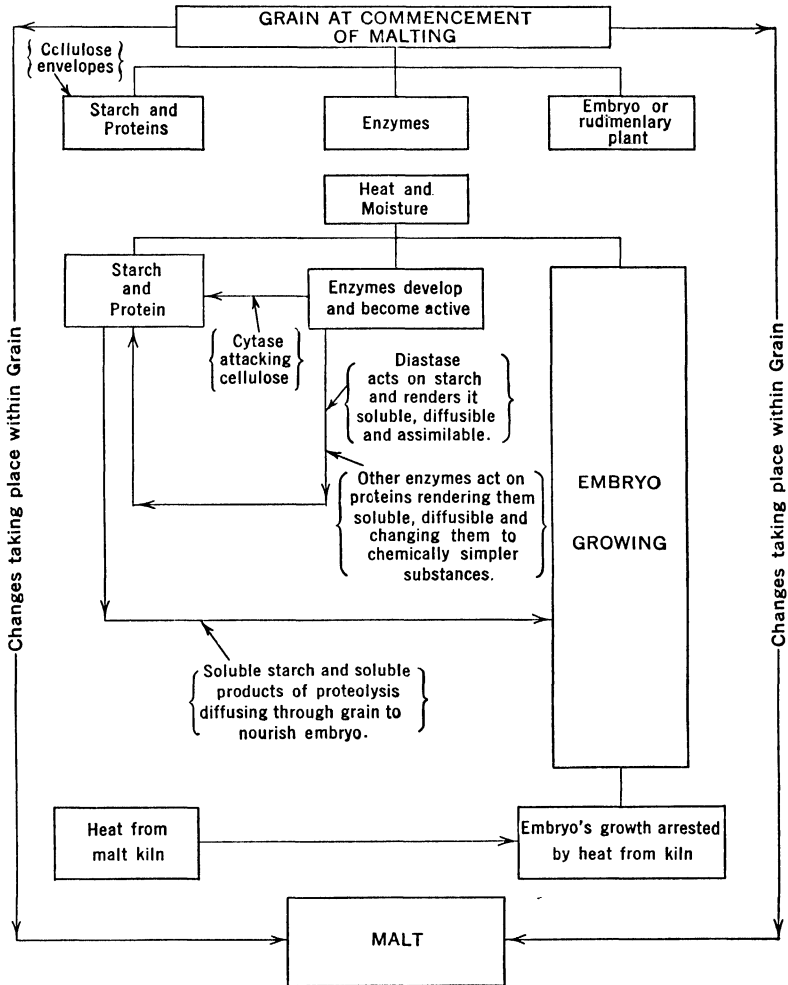 GRAIN AT COMMENCEMENT
OF MALTING
Cellulose
envelopes
Starch and
Proteins
Enzymes
Embryo or
rudimenlary
plant
Heat and
Moisture
Starch
and
Protein
Enzymes develop
and become active
Cytase
attacking
cellulose
Diastase
acts on starch
and renders it
soluble, diffusible
and assimilable.
Other enzymes act on
proteins rendering them
soluble, diffusible and
changing them to
chemically simpler
substances.
EMBRYO
GROWING
Changes taking place within Grain
Changes taking place within Grain
Soluble starch and soluble
products of proteolysis
diffusing through grain to
nourish embryo.
Heat from
malt kiln
Embryo's growth arrested
by heat from kiln
MALT